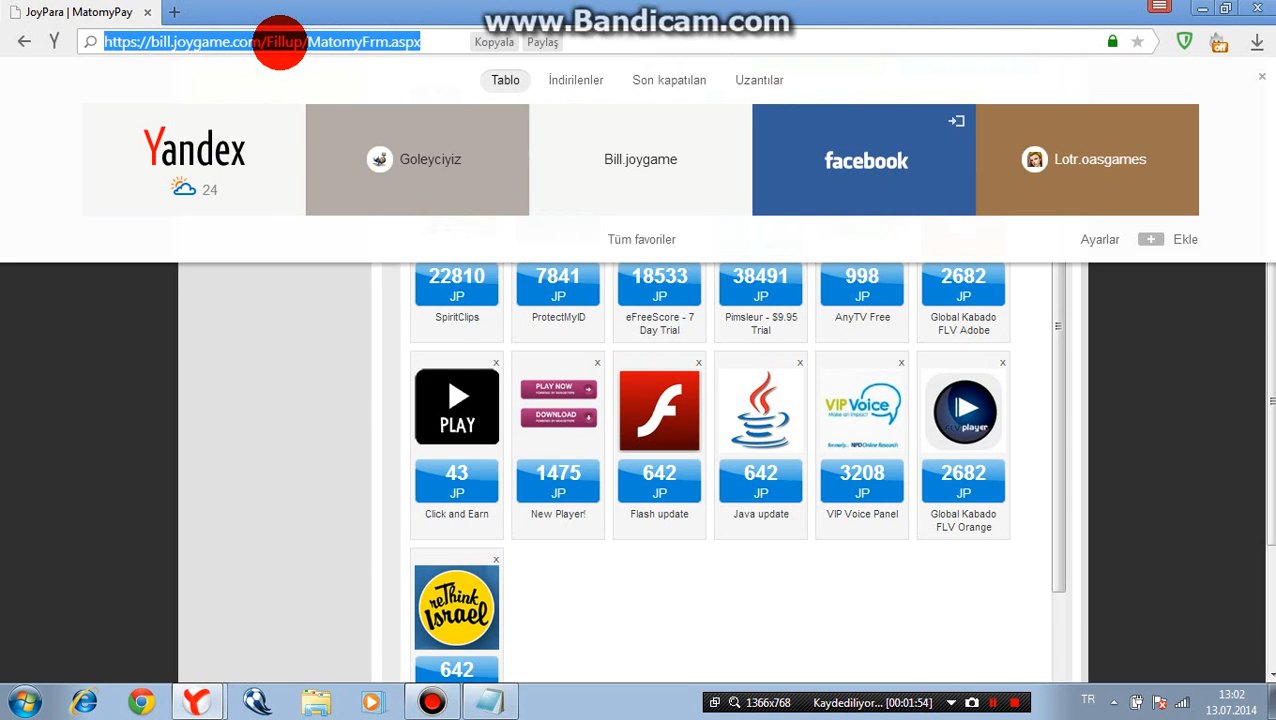 JoyPara | MatomyPay
www.Bandicam.com
https://bill.joygame.com/Fillup/MatomyFrm.aspx
Kopyala
Paylaş
off
Tablo
İndirilenler
Son kapatılan
Uzantılar
Yandex
24
Goleyciyiz
Bill.joygame
facebook
Lotr.oasgames
Tüm favoriler
Ayarlar
Ekle
22810 JP
7841 JP
18533 JP
38491 JP
998 JP
2682 JP
SpiritClips
ProtectMyID
eFreeScore - 7 Day Trial
Pimsleur - $9.95 Trial
AnyTV Free
Global Kabado FLV Adobe
PLAY
PLAY NOW
DOWNLOAD
VIP Voice
player
43 JP
1475 JP
642 JP
642 JP
3208 JP
2682 JP
Click and Earn
New Player!
Flash update
Java update
VIP Voice Panel
Global Kabado FLV Orange
reThink Israel
642
1366x768
Kaydediliyor... [00:01:54]
TR
13:02
13.07.2014